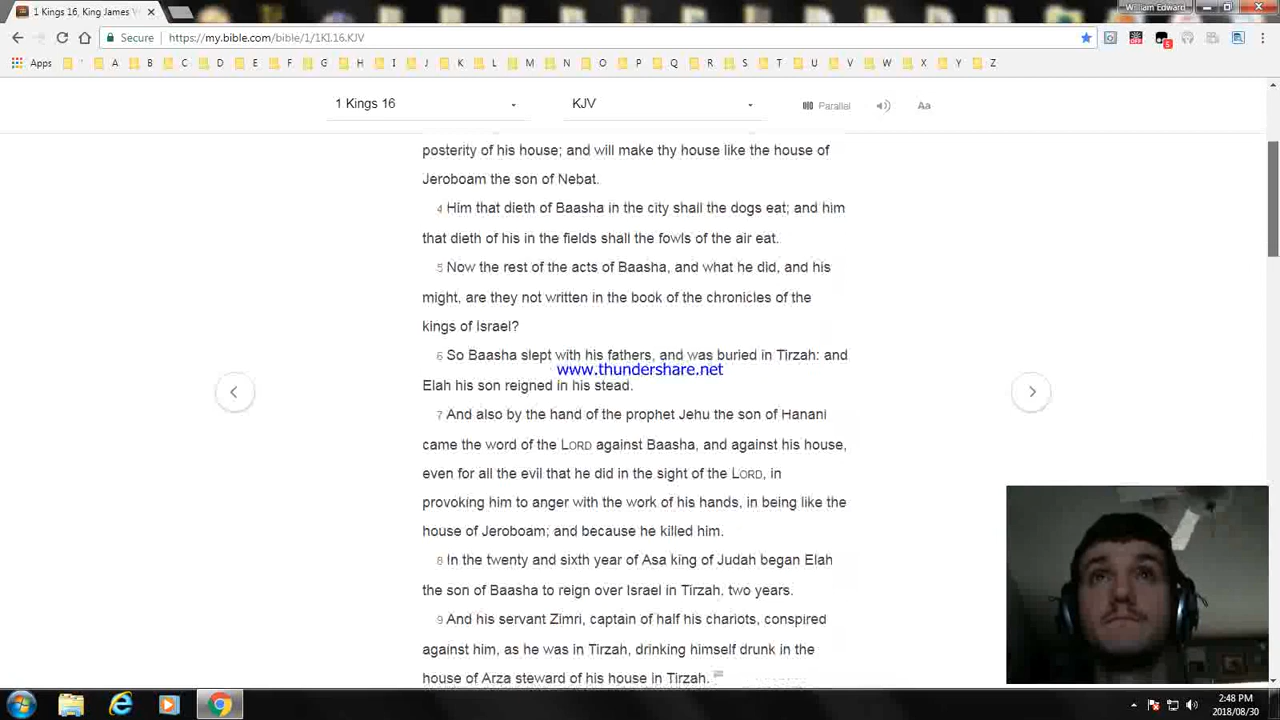 1 Kings 16, King James V
William Edward
Secure
https://my.bible.com/bible/1/1KI.16.KJV
5
Apps
A B C D E F G H I J K L M N O P Q R S T U V W X Y Z
1 Kings 16
KJV
Parallel
Aa
posterity of his house; and will make thy house like the house of
Jeroboam the son of Nebat.
4 Him that dieth of Baasha in the city shall the dogs eat; and him
that dieth of his in the fields shall the fowls of the air eat.
5 Now the rest of the acts of Baasha, and what he did, and his
might, are they not written in the book of the chronicles of the
kings of Israel?
6 So Baasha slept with his fathers, and was buried in Tirzah: and
www.thundershare.net
Elah his son reigned in his stead.
7 And also by the hand of the prophet Jehu the son of Hanani
came the word of the LORD against Baasha, and against his house,
even for all the evil that he did in the sight of the LORD, in
provoking him to anger with the work of his hands, in being like the
house of Jeroboam; and because he killed him.
8 In the twenty and sixth year of Asa king of Judah began Elah
the son of Baasha to reign over Israel in Tirzah, two years.
9 And his servant Zimri, captain of half his chariots, conspired
against him, as he was in Tirzah, drinking himself drunk in the
house of Arza steward of his house in Tirzah.
2:48 PM
2018/08/30